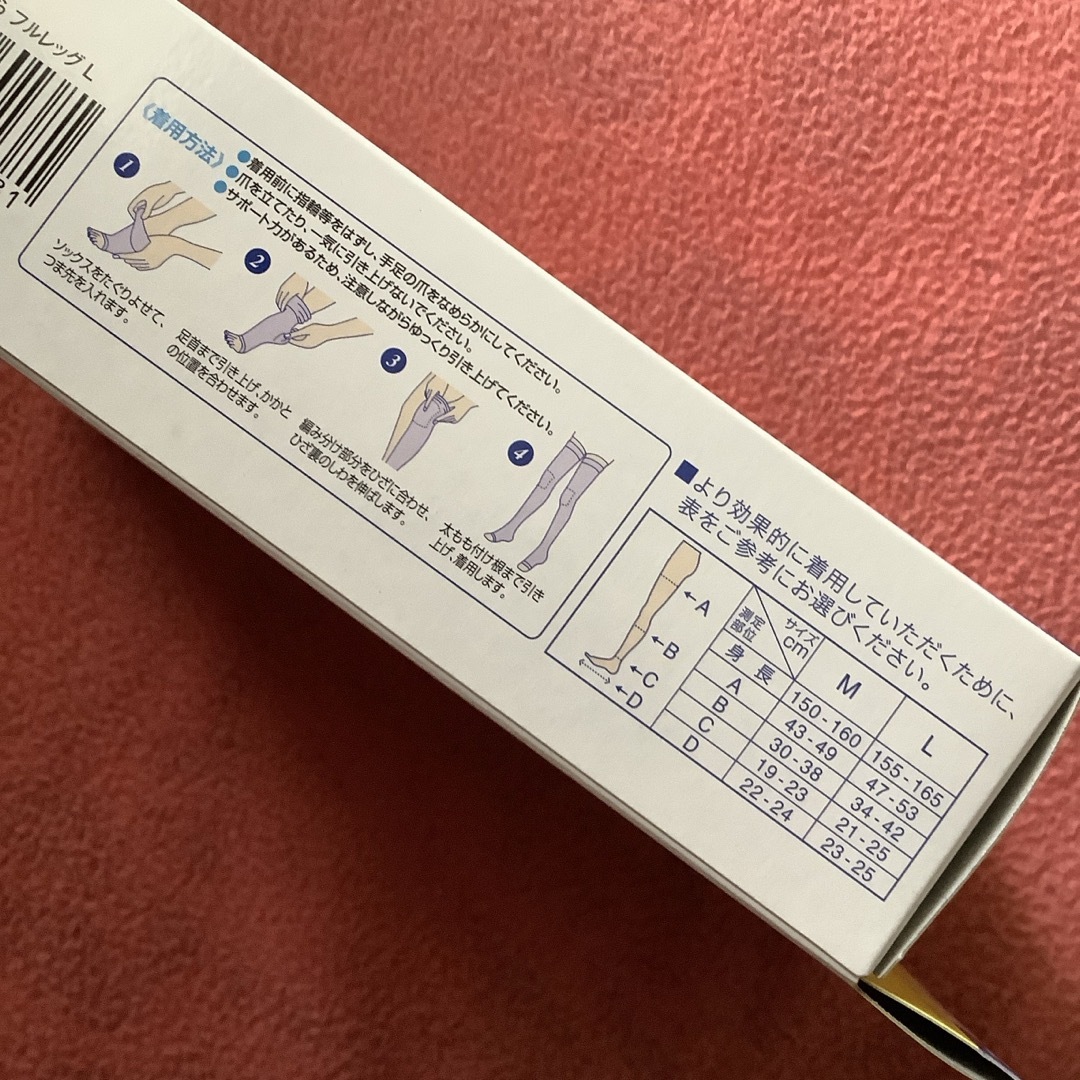 フルレッグ L
《着用方法》
●着用前に指輪等をはずし、手足の爪をなめらかにしてください。
●爪を立てたり、一気に引き上げないでください。
●サポート力があるため、注意しながらゆっくり引き上げてください。
1
ソックスをたぐりよせて、
つま先を入れます。
2
足首まで引き上げ、かかと
の位置を合わせます。
3
編み分け部分をひざに合わせ、
ひざ裏のしわを伸ばします。
4
太もも付け根まで引き
上げ、着用します。
■より効果的に着用していただくために、
表をご参考にお選びください。
←A
←B
←C
←D
測定部位 サイズcm M L
身長 150-160 155-165
A 43-49 47-53
B 30-38 34-42
C 19-23 21-25
D 22-24 23-25